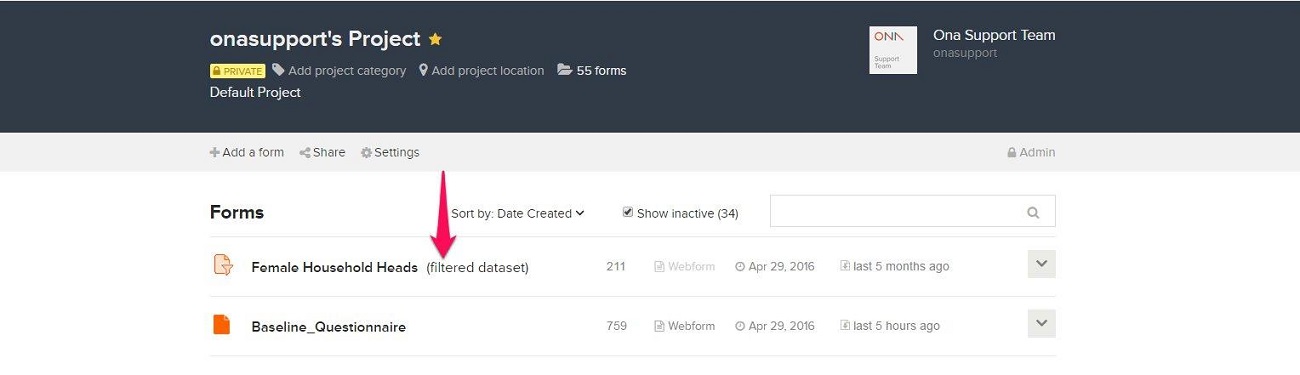 onasupport's Project
PRIVATE Add project category Add project location 55 forms
Default Project
ONA
Support
Team
Ona Support Team
onasupport
Add a form Share Settings Admin
Forms Sort by: Date Created Show inactive (34)
Female Household Heads (filtered dataset) 211 Webform Apr 29, 2016 last 5 months ago
Baseline_Questionnaire 759 Webform Apr 29, 2016 last 5 hours ago